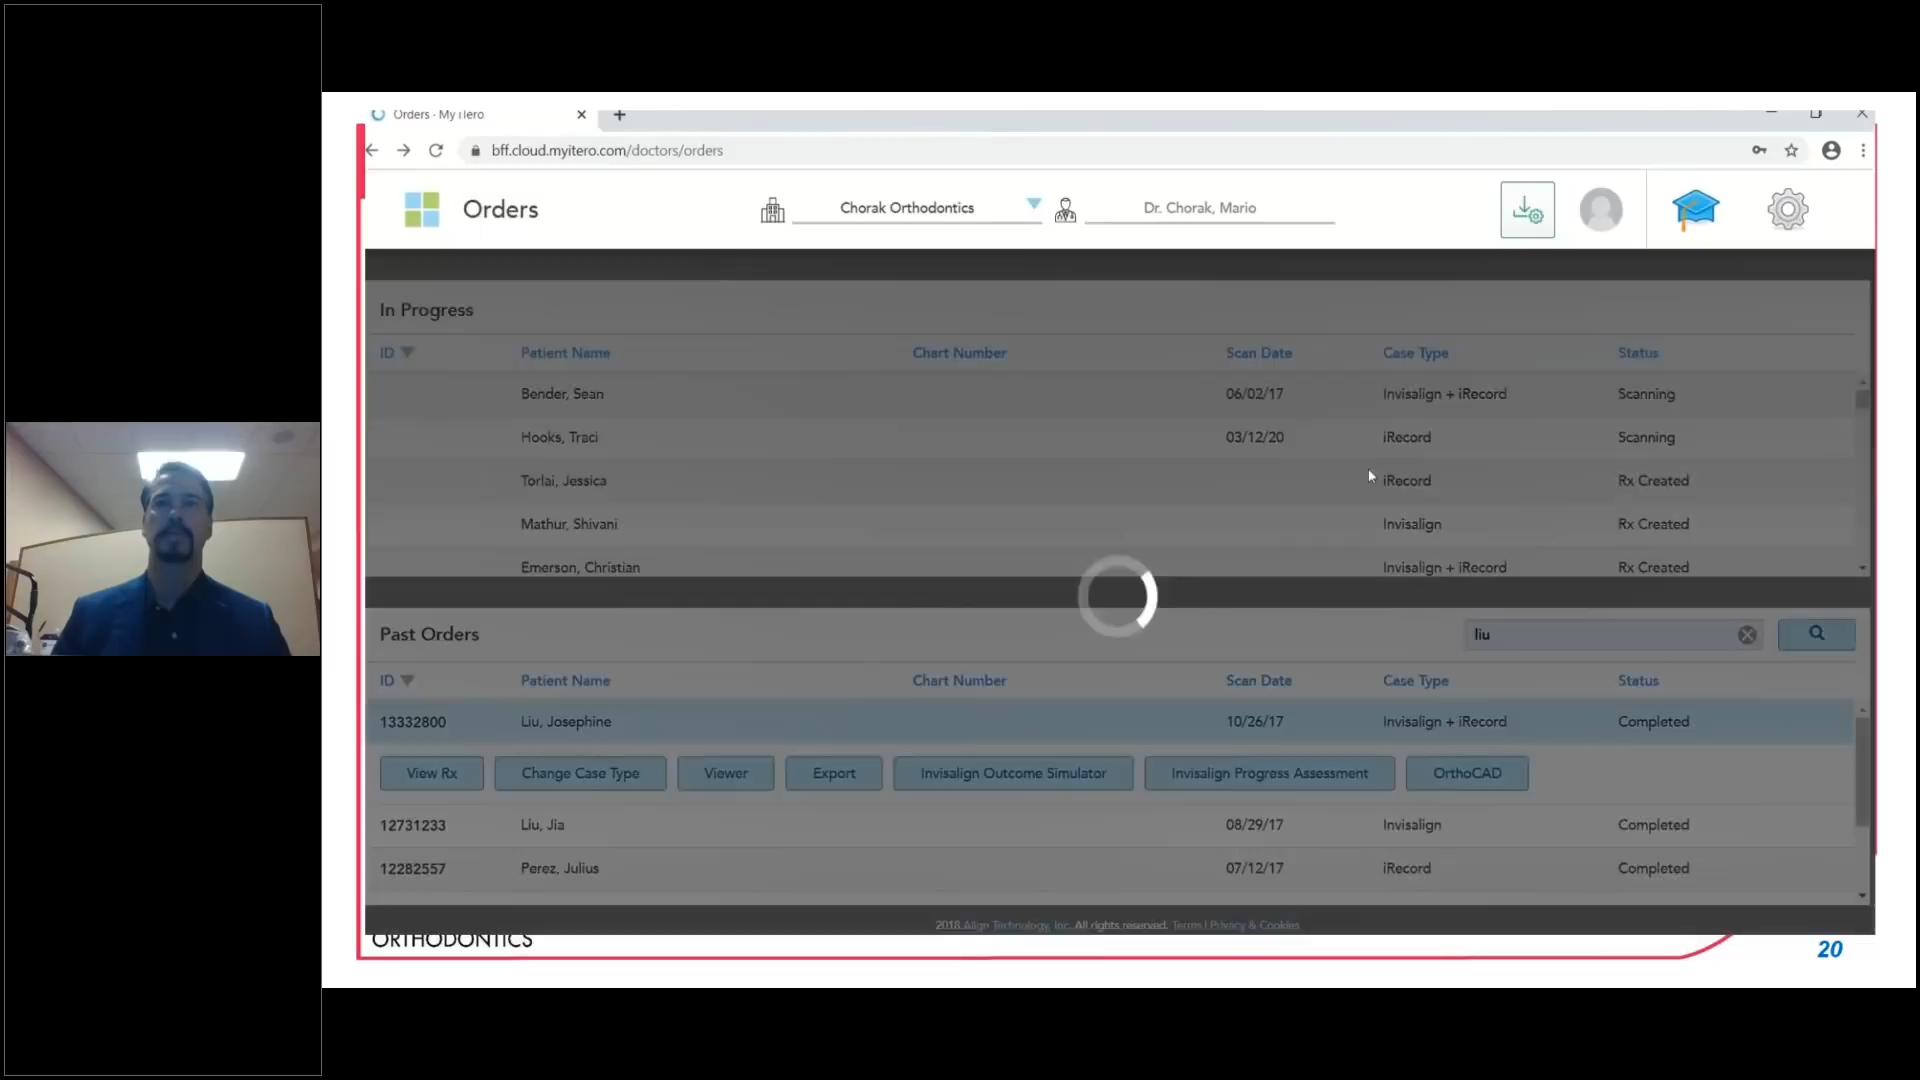 Orders - My iTero
bff.cloud.myitero.com/doctors/orders
Orders Chorak Orthodontics Dr. Chorak, Mario
In Progress
ID Patient Name Chart Number Scan Date Case Type Status
Bender, Sean 06/02/17 Invisalign + iRecord Scanning
Hooks, Traci 03/12/20 iRecord Scanning
Torlai, Jessica iRecord Rx Created
Mathur, Shivani Invisalign Rx Created
Emerson, Christian Invisalign + iRecord Rx Created
Past Orders liu
ID Patient Name Chart Number Scan Date Case Type Status
13332800 Liu, Josephine 10/26/17 Invisalign + iRecord Completed
View Rx Change Case Type Viewer Export Invisalign Outcome Simulator Invisalign Progress Assessment OrthoCAD
12731233 Liu, Jia 08/29/17 Invisalign Completed
12282557 Perez, Julius 07/12/17 iRecord Completed
2018 Align Technology, Inc. All rights reserved. Terms | Privacy & Cookies
ORTHODONTICS
20